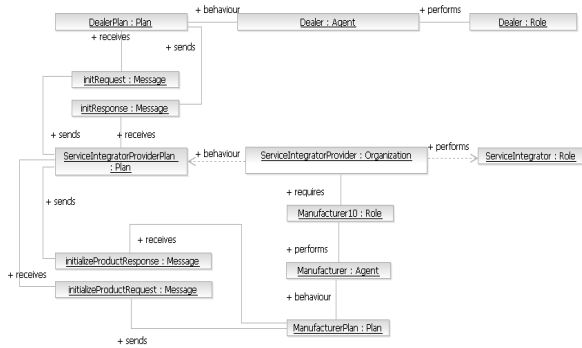 + behaviour
+ performs
DealerPlan : Plan
Dealer : Agent
Dealer : Role
+ receives
+ sends
initRequest : Message
initResponse : Message
+ sends
+ receives
ServiceIntegratorProviderPlan
: Plan
+ behaviour
ServiceIntegratorProvider : Organization
+ performs
ServiceIntegrator : Role
+ requires
+ sends
Manufacturer10 : Role
+ receives
+ performs
initializeProductResponse : Message
Manufacturer : Agent
+ receives
initializeProductRequest : Message
+ behaviour
ManufacturerPlan : Plan
+ sends